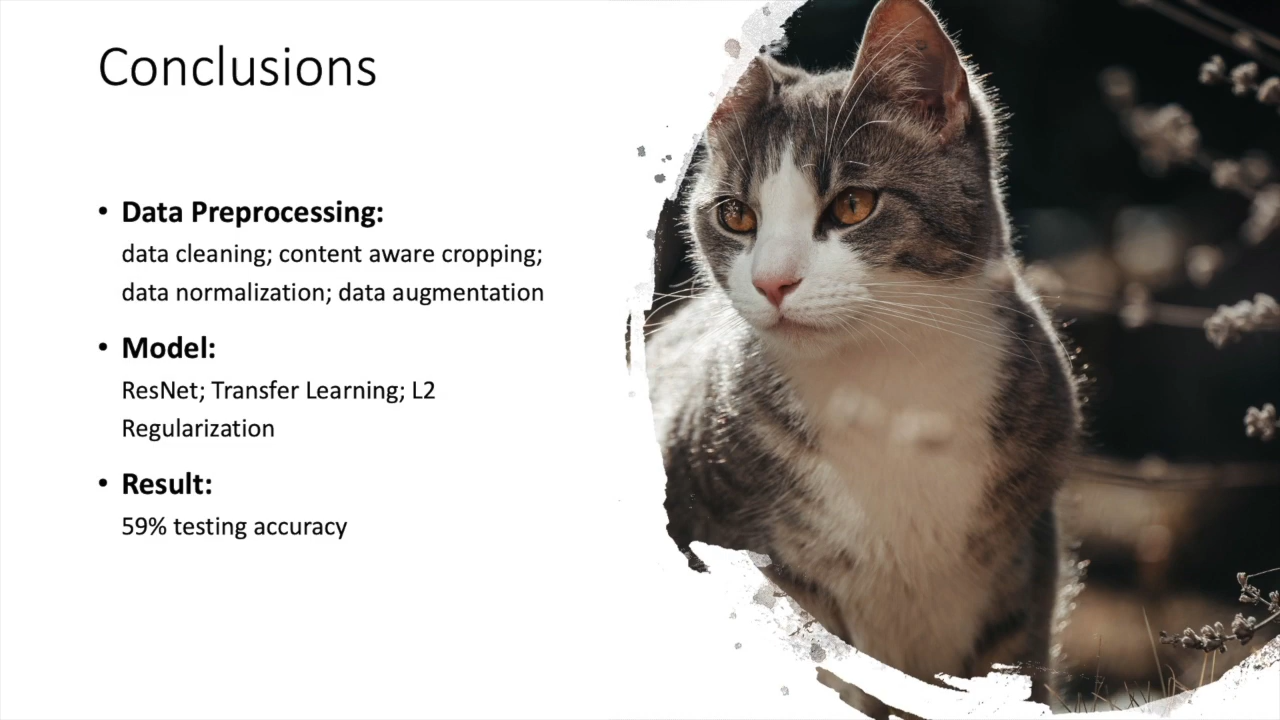 Conclusions
• Data Preprocessing:
data cleaning; content aware cropping;
data normalization; data augmentation
• Model:
ResNet; Transfer Learning; L2
Regularization
• Result:
59% testing accuracy